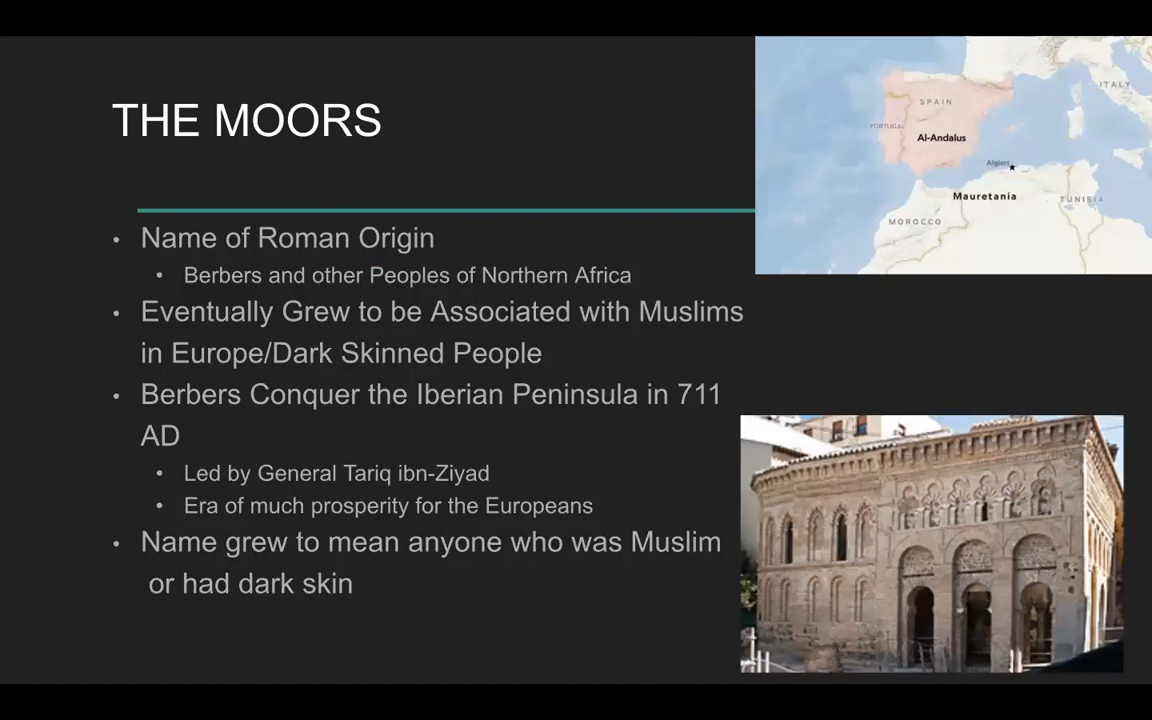 THE MOORS
• Name of Roman Origin
• Berbers and other Peoples of Northern Africa
• Eventually Grew to be Associated with Muslims
in Europe/Dark Skinned People
• Berbers Conquer the Iberian Peninsula in 711
AD
• Led by General Tariq ibn-Ziyad
• Era of much prosperity for the Europeans
• Name grew to mean anyone who was Muslim
or had dark skin
ITALY
SPAIN
PORTUGAL
Al-Andalus
Algiers
Mauretania
TUNISIA
MOROCCO